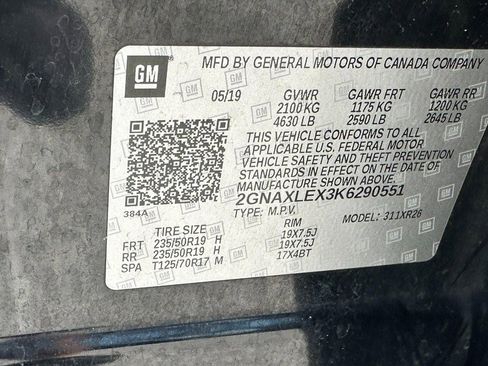 GM MFD BY GENERAL MOTORS OF CANADA COMPANY
05/19 GVWR GAWR FRT GAWR RR
2100 KG 1175 KG 1200 KG
4630 LB 2590 LB 2645 LB
THIS VEHICLE CONFORMS TO ALL
APPLICABLE U.S. FEDERAL MOTOR
VEHICLE SAFETY AND THEFT PREVENTION
STANDARDS IN EFFECT ON THE DATE OF
MANUFACTURE SHOWN ABOVE.
2GNAXLEX3K6290551
384A TYPE: M.P.V. MODEL: 311XR26
TIRE SIZE RIM
FRT 235/50R19 H 19X7.5J
RR 235/50R19 H 19X7.5J
SPA T125/70R17 M 17X4BT